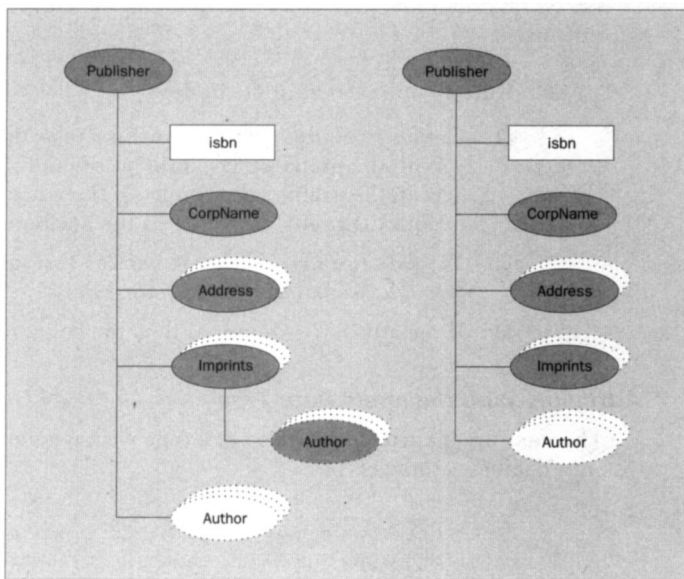 Publisher
isbn
CorpName
Address
Imprints
Author
Author
Publisher
isbn
CorpName
Address
Imprints
Author